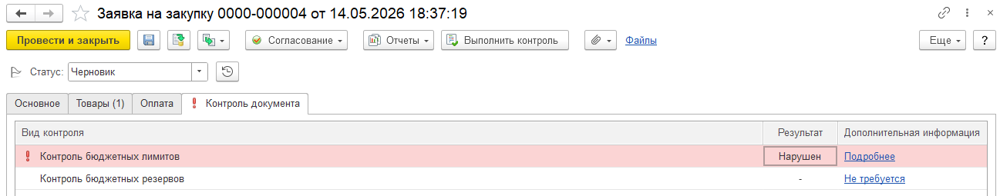 Заявка на закупку 0000-000004 от 14.05.2026 18:37:19
Провести и закрыть Согласование Отчеты Выполнить контроль Файлы Еще ?
Статус: Черновик
Основное Товары (1) Оплата Контроль документа
Вид контроля Результат Дополнительная информация
Контроль бюджетных лимитов Нарушен Подробнее
Контроль бюджетных резервов - Не требуется